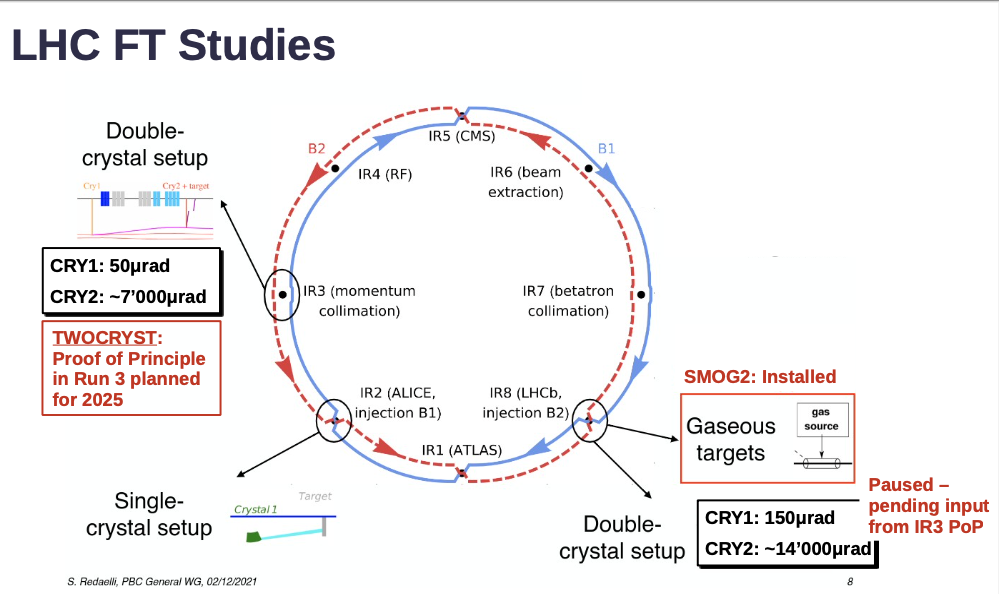 LHC FT Studies
Double-
crystal setup
Cry1
Cry2 + target
CRY1: 50µrad
CRY2: ~7’000µrad
TWOCRYST:
Proof of Principle
in Run 3 planned
for 2025
B2
B1
IR5 (CMS)
IR4 (RF)
IR6 (beam
extraction)
IR3 (momentum
collimation)
IR7 (betatron
collimation)
IR2 (ALICE,
injection B1)
IR8 (LHCb,
injection B2)
IR1 (ATLAS)
SMOG2: Installed
Gaseous
targets
gas
source
Single-
crystal setup
Crystal 1
Target
Double-
crystal setup
CRY1: 150µrad
CRY2: ~14’000µrad
Paused –
pending input
from IR3 PoP
S. Redaelli, PBC General WG, 02/12/2021
8